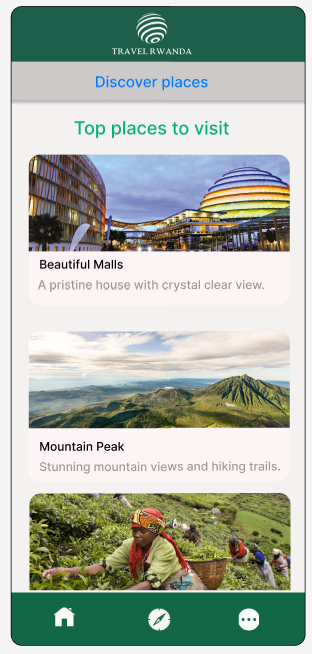 TRAVEL RWANDA
Discover places
Top places to visit
Beautiful Malls
A pristine house with crystal clear view.
Mountain Peak
Stunning mountain views and hiking trails.